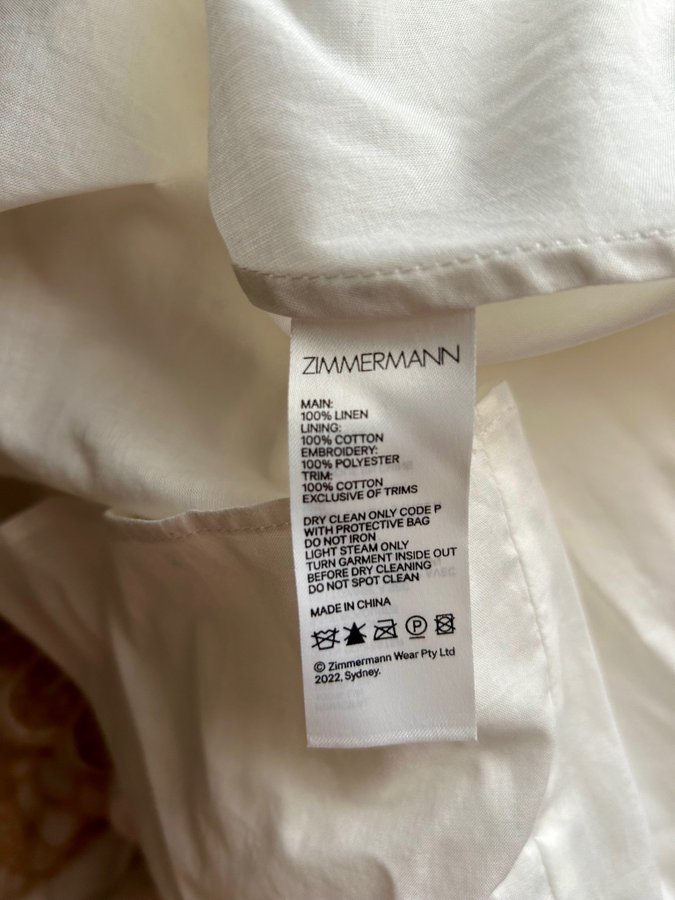 ZIMMERMANN
MAIN:
100% LINEN
LINING:
100% COTTON
EMBROIDERY:
100% POLYESTER
TRIM:
100% COTTON
EXCLUSIVE OF TRIMS
DRY CLEAN ONLY CODE P
WITH PROTECTIVE BAG
DO NOT IRON
LIGHT STEAM ONLY
TURN GARMENT INSIDE OUT
BEFORE DRY CLEANING
DO NOT SPOT CLEAN
MADE IN CHINA
P
© Zimmermann Wear Pty Ltd
2022, Sydney.